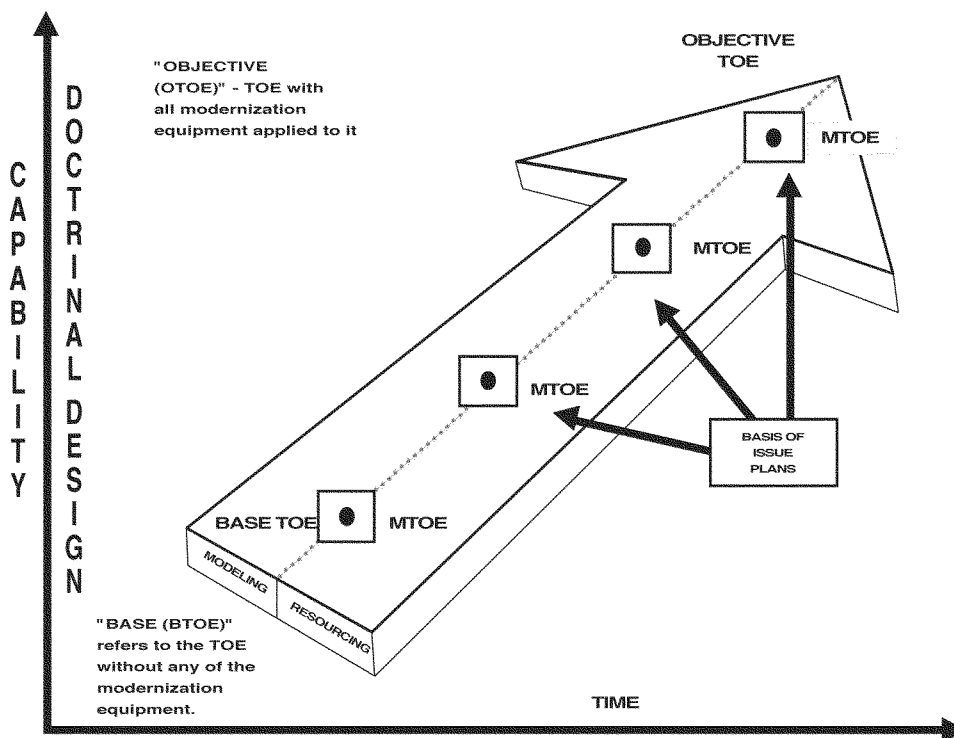 OBJECTIVE
TOE
"OBJECTIVE
(OTOE)" - TOE with
all modernization
equipment applied to it
CAPABILITY
DOCTRINAL DESIGN
MTOE
MTOE
MTOE
BASIS OF
ISSUE
PLANS
BASE TOE
MTOE
MODELING
RESOURCING
"BASE (BTOE)"
refers to the TOE
without any of the
modernization
equipment.
TIME